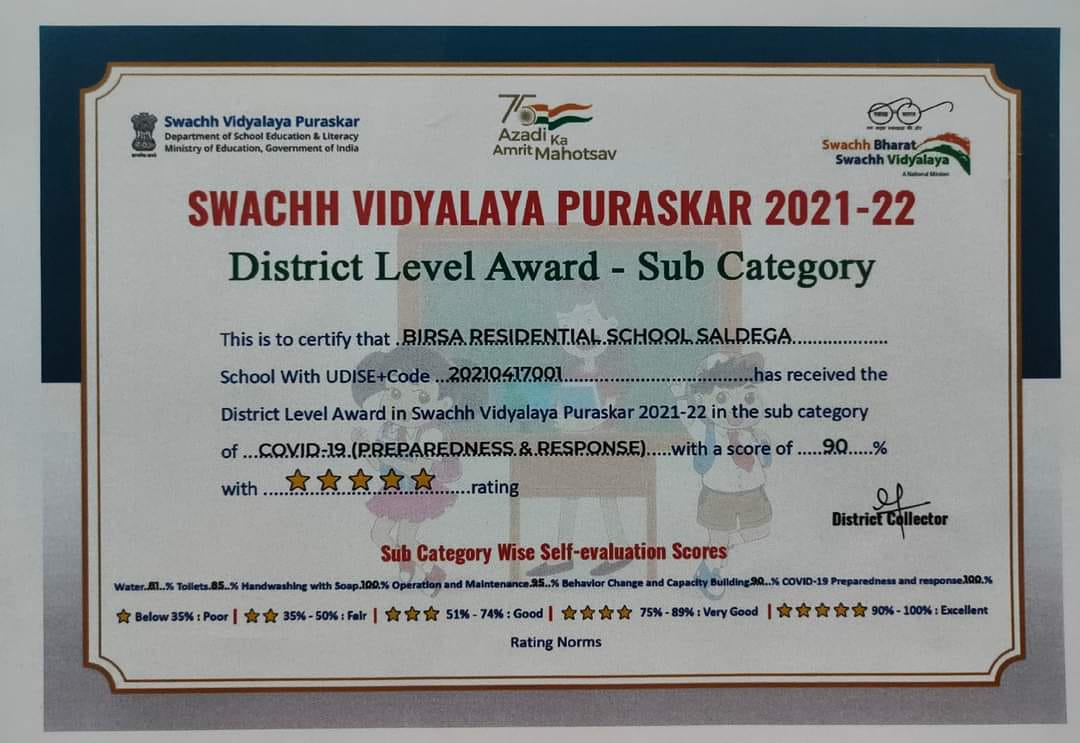 Swachh Vidyalaya Puraskar
Department of School Education & Literacy
Ministry of Education, Government of India
75
Azadi Ka
Amrit Mahotsav
Swachh Bharat
Swachh Vidyalaya
A National Mission
SWACHH VIDYALAYA PURASKAR 2021-22
District Level Award - Sub Category
This is to certify that ..BIRSA RESIDENTIAL SCHOOL SALDEGA....................
School With UDISE+Code ...20210417001........................................has received the
District Level Award in Swachh Vidyalaya Puraskar 2021-22 in the sub category
of ...COVID-19 (PREPAREDNESS & RESPONSE).....with a score of .....90.....%
with ........................................rating
District Collector
Sub Category Wise Self-evaluation Scores
Water..81..% Toilets.85..% Handwashing with Soap.100.% Operation and Maintenance.95..% Behavior Change and Capacity Building.90..% COVID-19 Preparedness and response.100.%
Below 35% : Poor | 35% - 50% : Fair | 51% - 74% : Good | 75% - 89% : Very Good | 90% - 100% : Excellent
Rating Norms